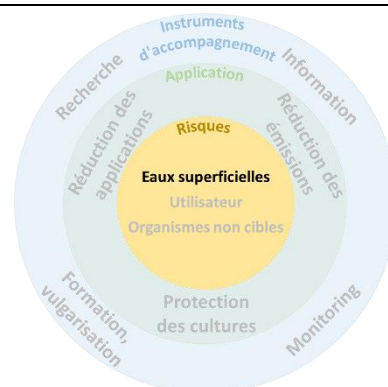 Instruments
d'accompagnement
Recherche
Information
Application
Réduction des
applications
Réduction des
émissions
Risques
Eaux superficielles
Utilisateur
Organismes non cibles
Protection
des cultures
Formation,
vulgarisation
Monitoring